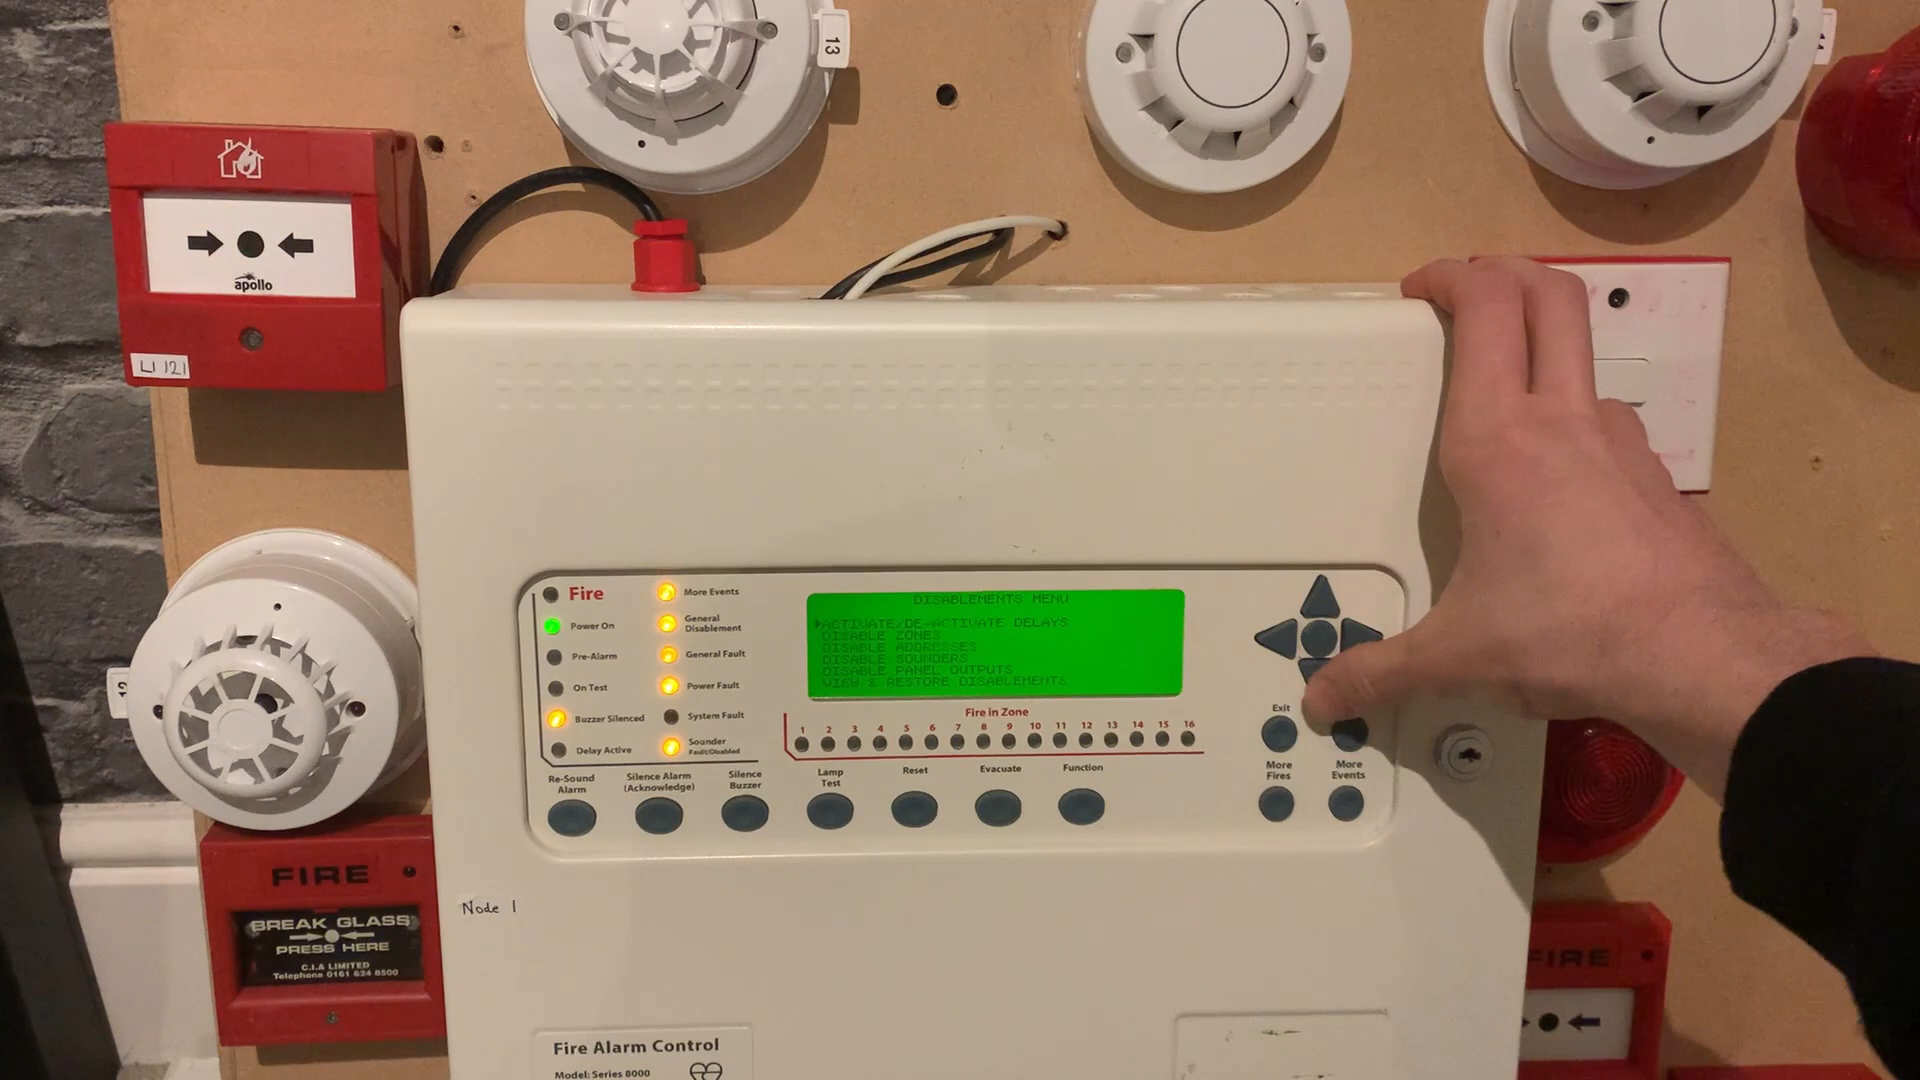 13
apollo
L1 121
12
FIRE
BREAK GLASS
PRESS HERE
C.I.A LIMITED
Telephone 0161 624 8500
Fire
Power On
Pre-Alarm
On Test
Buzzer Silenced
Delay Active
More Events
General
Disablement
General Fault
Power Fault
System Fault
Sounder
Fault/Disabled
DISABLEMENTS MENU
ACTIVATE/DE-ACTIVATE DELAYS
DISABLE ZONES
DISABLE ADDRESSES
DISABLE SOUNDERS
DISABLE PANEL OUTPUTS
VIEW & RESTORE DISABLEMENTS
Fire in Zone
1 2 3 4 5 6 7 8 9 10 11 12 13 14 15 16
Exit
More
Fires
More
Events
Re-Sound
Alarm
Silence Alarm
(Acknowledge)
Silence
Buzzer
Lamp
Test
Reset
Evacuate
Function
Node 1
Fire Alarm Control
Model: Series 8000
FIRE